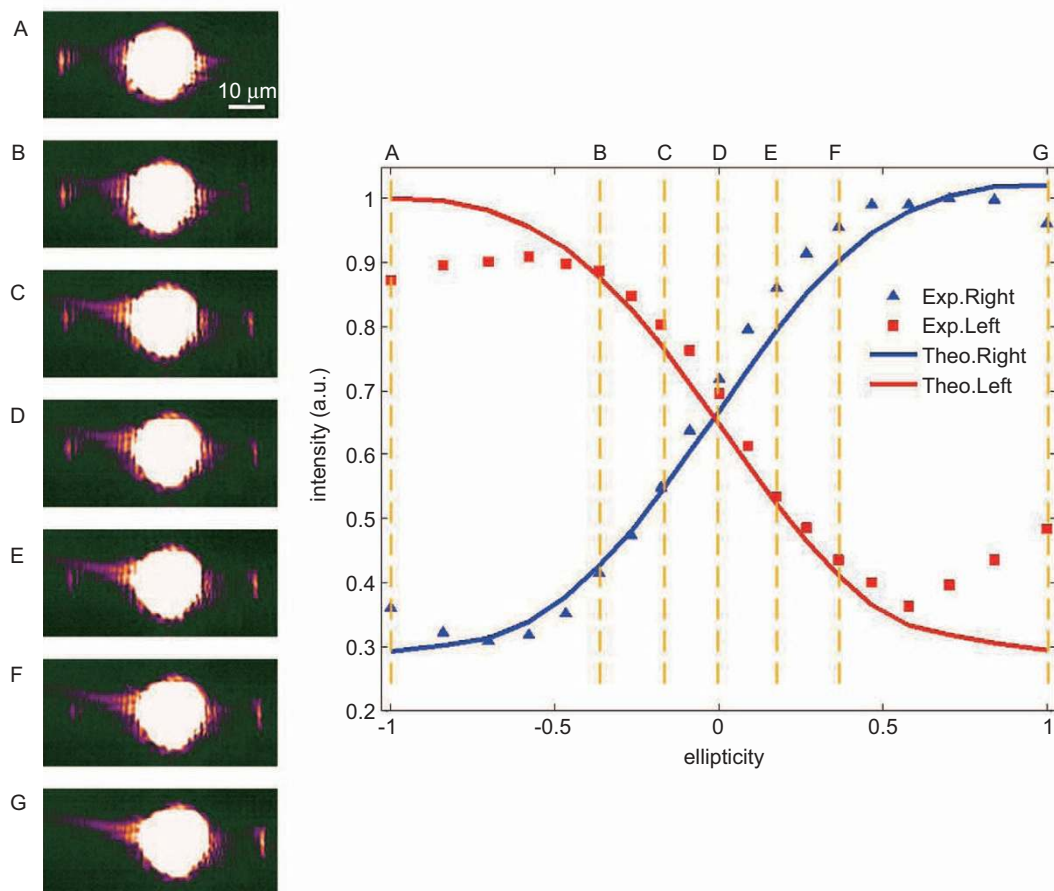 A
10 μm
B
C
D
E
F
G
A B C D E F G
1
0.9
0.8
0.7
0.6
0.5
0.4
0.3
0.2
intensity (a.u.)
Exp.Right
Exp.Left
Theo.Right
Theo.Left
-1 -0.5 0 0.5 1
ellipticity